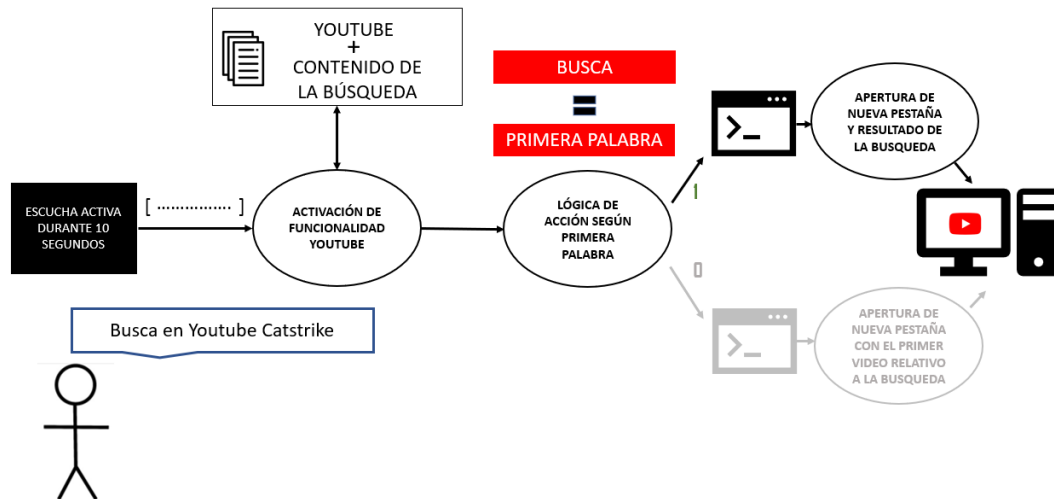 YOUTUBE
+
CONTENIDO DE
LA BÚSQUEDA
BUSCA
=
PRIMERA PALABRA
>_
APERTURA DE
NUEVA PESTAÑA
Y RESULTADO DE
LA BUSQUEDA
ESCUCHA ACTIVA
DURANTE 10
SEGUNDOS
[ ................ ]
ACTIVACIÓN DE
FUNCIONALIDAD
YOUTUBE
LÓGICA DE
ACCIÓN SEGÚN
PRIMERA
PALABRA
1
0
>_
APERTURA DE
NUEVA PESTAÑA
CON EL PRIMER
VIDEO RELATIVO
A LA BUSQUEDA
Busca en Youtube Catstrike